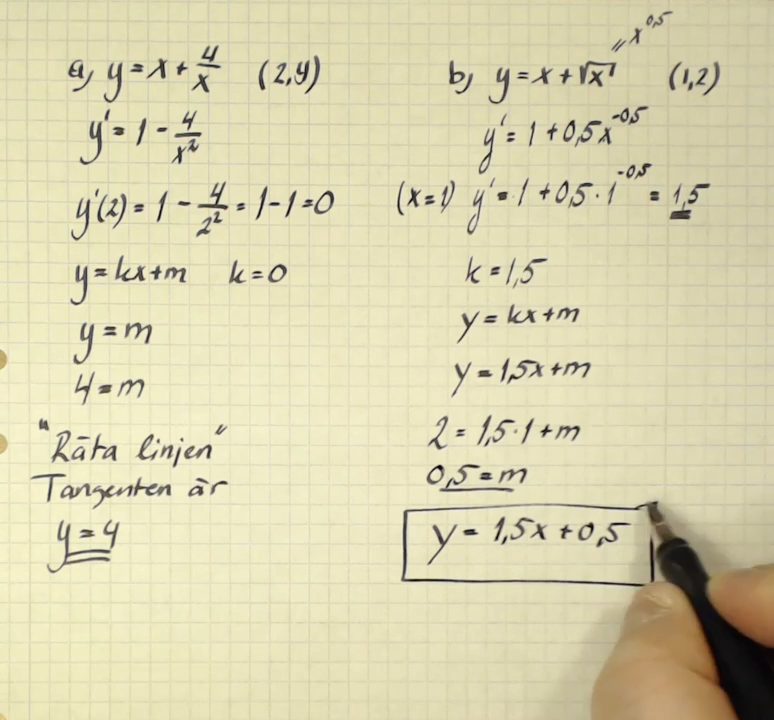 a) y = x + 4/x (2,4)
y' = 1 - 4/x²
y'(2) = 1 - 4/2² = 1-1=0
y = kx+m k=0
y = m
4 = m
"Räta linjen"
Tangenten är
y = 4
= x^0,5
b) y = x + √x (1,2)
y' = 1 + 0,5x^-0,5
(x=1) y' = 1 + 0,5·1^-0,5 = 1,5
k = 1,5
y = kx+m
y = 1,5x+m
2 = 1,5·1+m
0,5 = m
y = 1,5x + 0,5